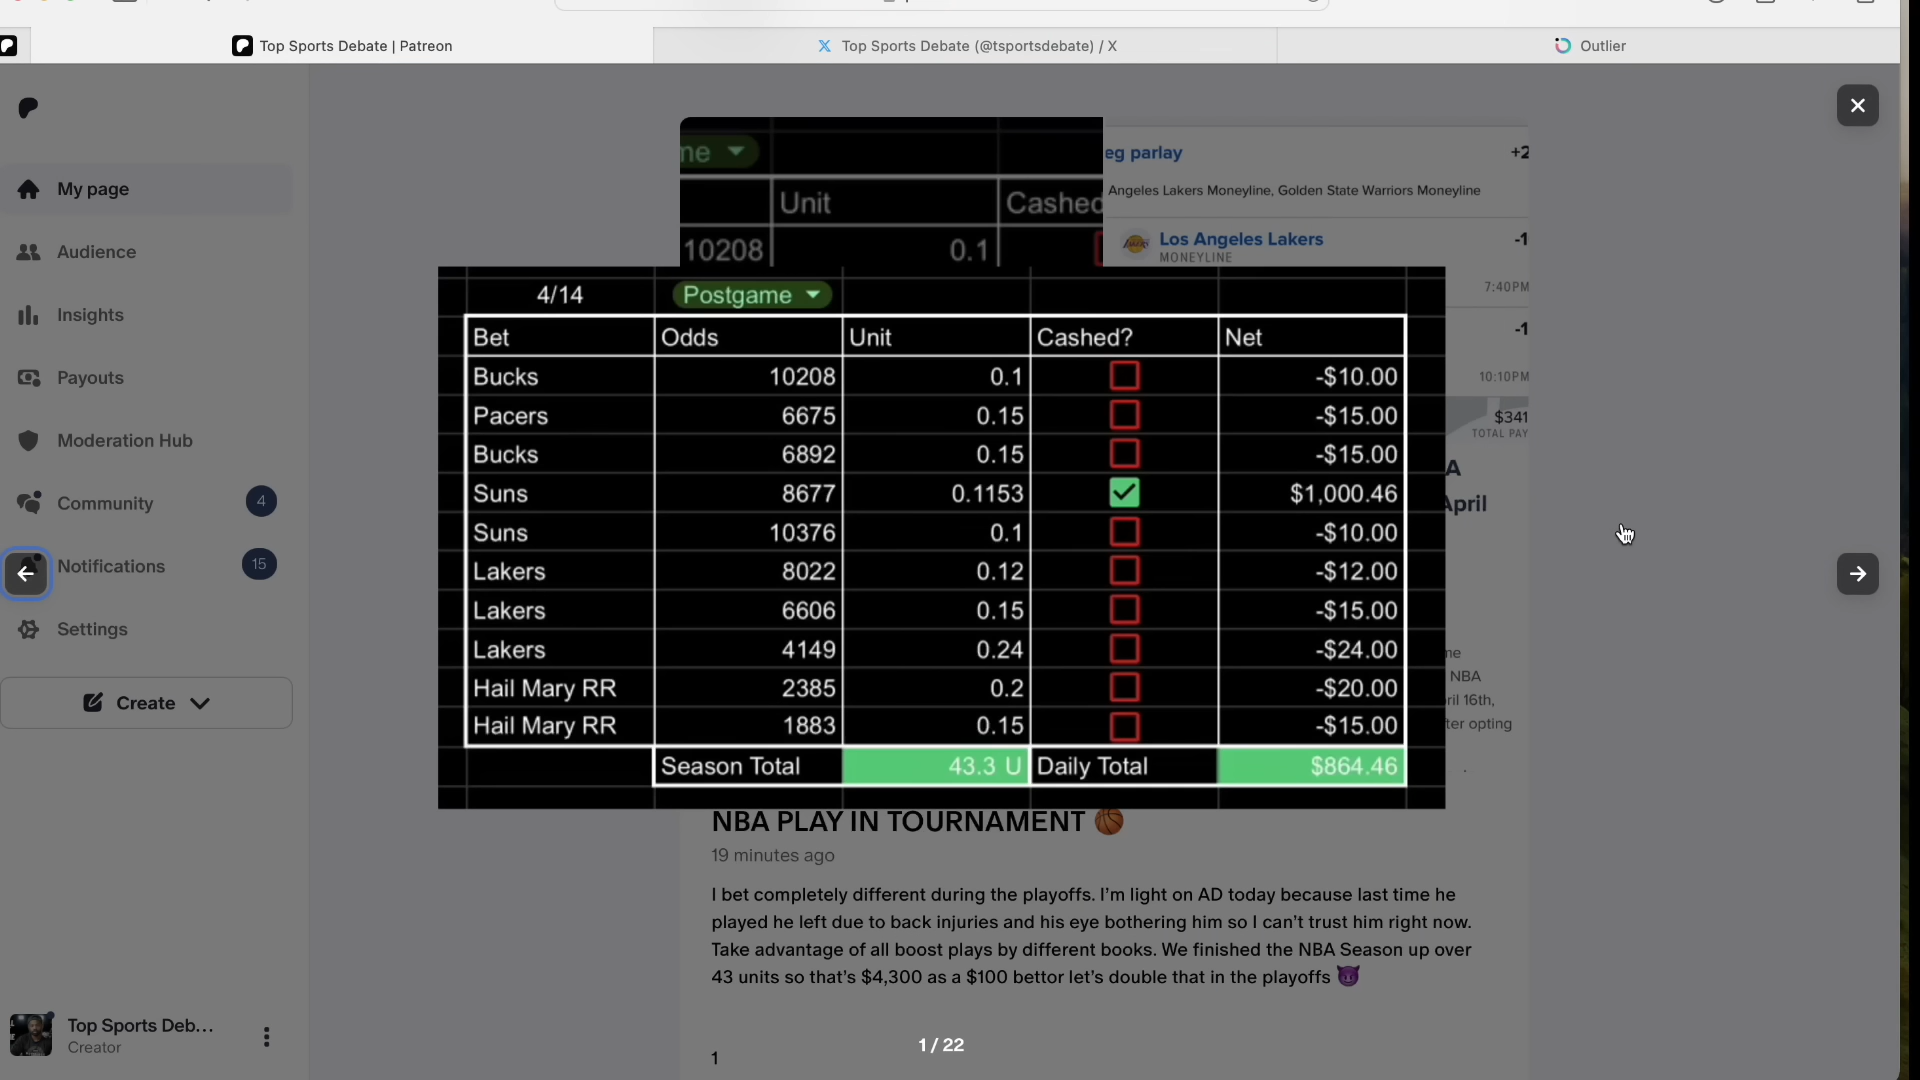 Top Sports Debate | Patreon
Top Sports Debate (@tsportsdebate) / X
Outlier
My page
Audience
Insights
Payouts
Moderation Hub
Community 4
Notifications 15
Settings
Create
Top Sports Deb...
Creator
me
Unit Cashed
10208 0.1
eg parlay +2
Angeles Lakers Moneyline, Golden State Warriors Moneyline
Los Angeles Lakers -1
MONEYLINE
7:40PM
-1
10:10PM
$341
TOTAL PAY
4/14 Postgame
Bet Odds Unit Cashed? Net
Bucks 10208 0.1 -$10.00
Pacers 6675 0.15 -$15.00
Bucks 6892 0.15 -$15.00
Suns 8677 0.1153 $1,000.46
Suns 10376 0.1 -$10.00
Lakers 8022 0.12 -$12.00
Lakers 6606 0.15 -$15.00
Lakers 4149 0.24 -$24.00
Hail Mary RR 2385 0.2 -$20.00
Hail Mary RR 1883 0.15 -$15.00
Season Total 43.3 U Daily Total $864.46
A
April
me
NBA
ril 16th,
ter opting
NBA PLAY IN TOURNAMENT 🏀
19 minutes ago
I bet completely different during the playoffs. I'm light on AD today because last time he
played he left due to back injuries and his eye bothering him so I can't trust him right now.
Take advantage of all boost plays by different books. We finished the NBA Season up over
43 units so that's $4,300 as a $100 bettor let's double that in the playoffs 😈
1 / 22
1